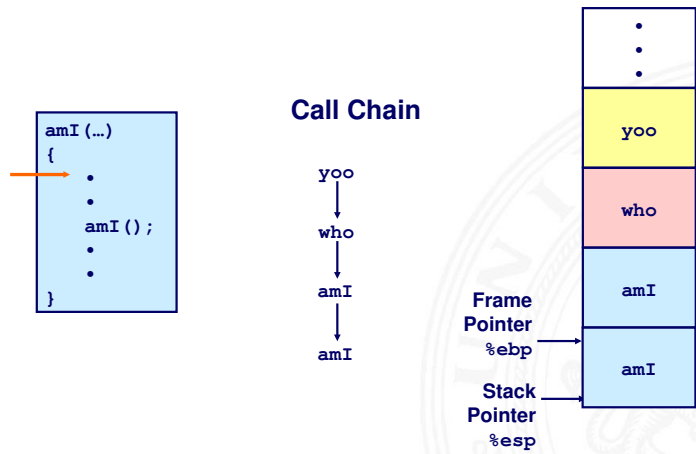 amI(…)
{
•
•
amI();
•
•
}
Call Chain
yoo
who
amI
amI
•
•
•
yoo
who
amI
amI
Frame
Pointer
%ebp
Stack
Pointer
%esp